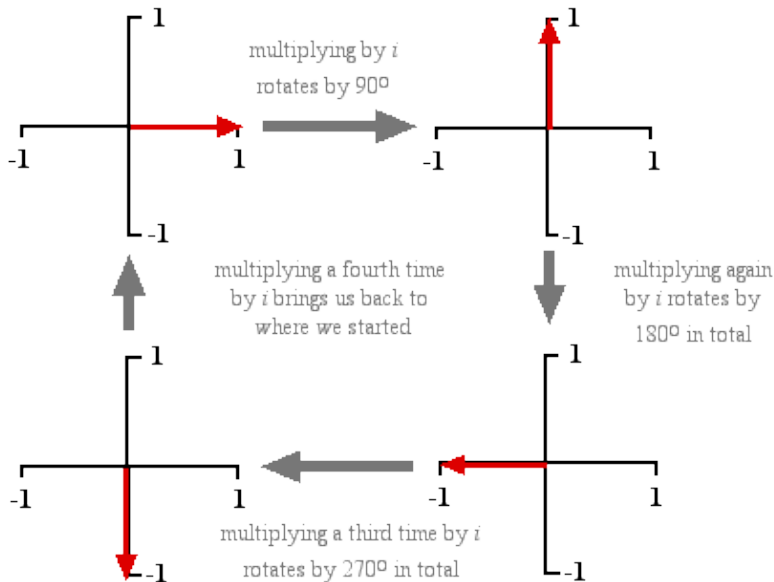 1
-1
1
-1
multiplying by i
rotates by 90º
1
-1
1
-1
multiplying again
by i rotates by
180º in total
1
-1
1
-1
multiplying a third time by i
rotates by 270º in total
1
-1
1
-1
multiplying a fourth time
by i brings us back to
where we started